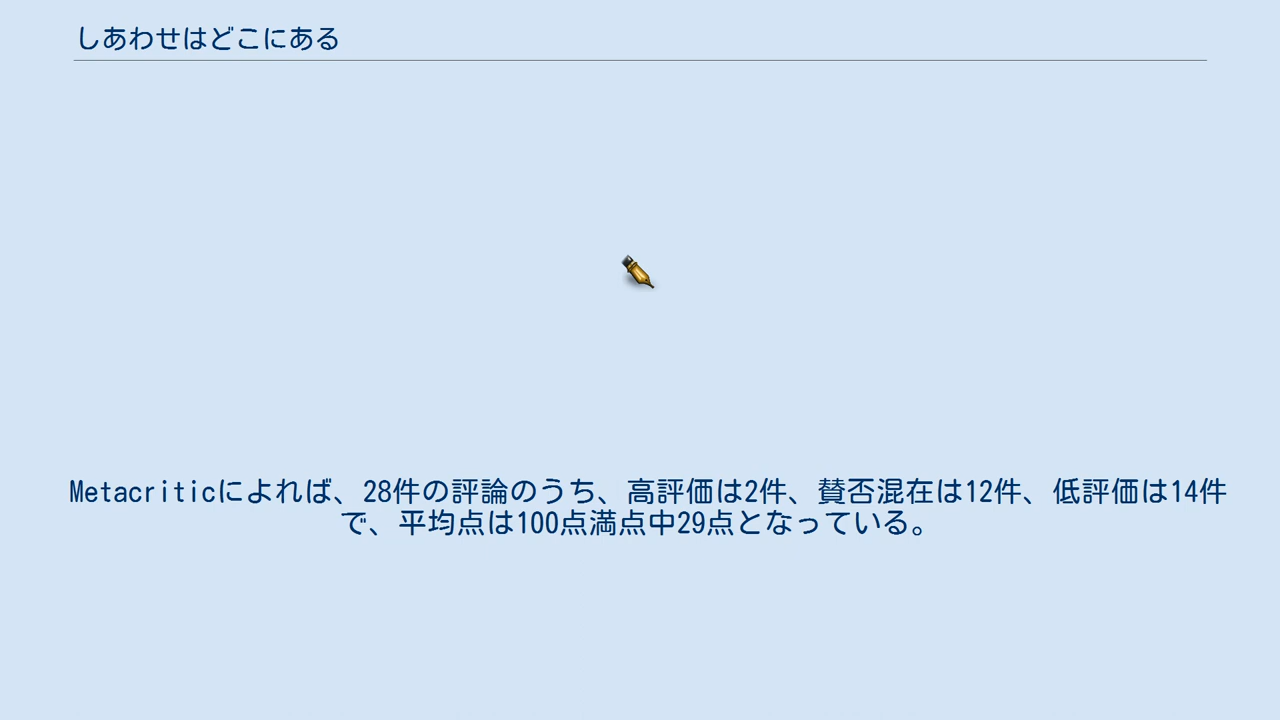 しあわせはどこにある
Metacriticによれば、28件の評論のうち、高評価は2件、賛否混在は12件、低評価は14件
で、平均点は100点満点中29点となっている。